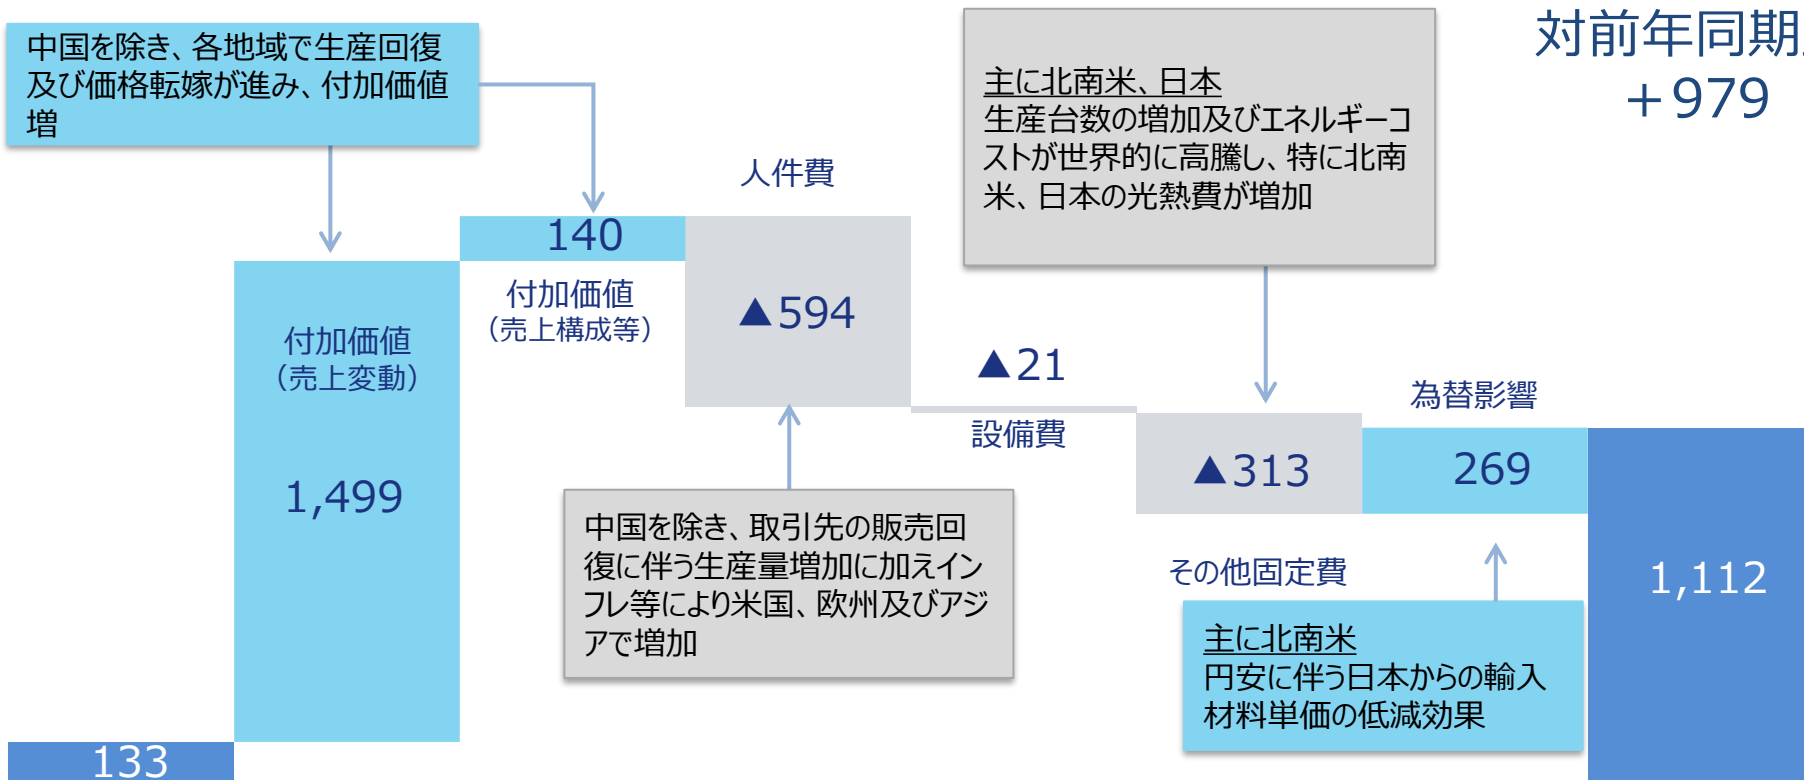 中国を除き、各地域で生産回復
及び価格転嫁が進み、付加価値
増
主に北南米、日本
生産台数の増加及びエネルギーコ
ストが世界的に高騰し、特に北南
米、日本の光熱費が増加
対前年同期
+979
人件費
140
付加価値
（売上構成等）
▲594
付加価値
（売上変動）
1,499
▲21
設備費
為替影響
▲313
269
その他固定費
中国を除き、取引先の販売回
復に伴う生産量増加に加えイン
フレ等により米国、欧州及びアジ
アで増加
主に北南米
円安に伴う日本からの輸入
材料単価の低減効果
1,112
133